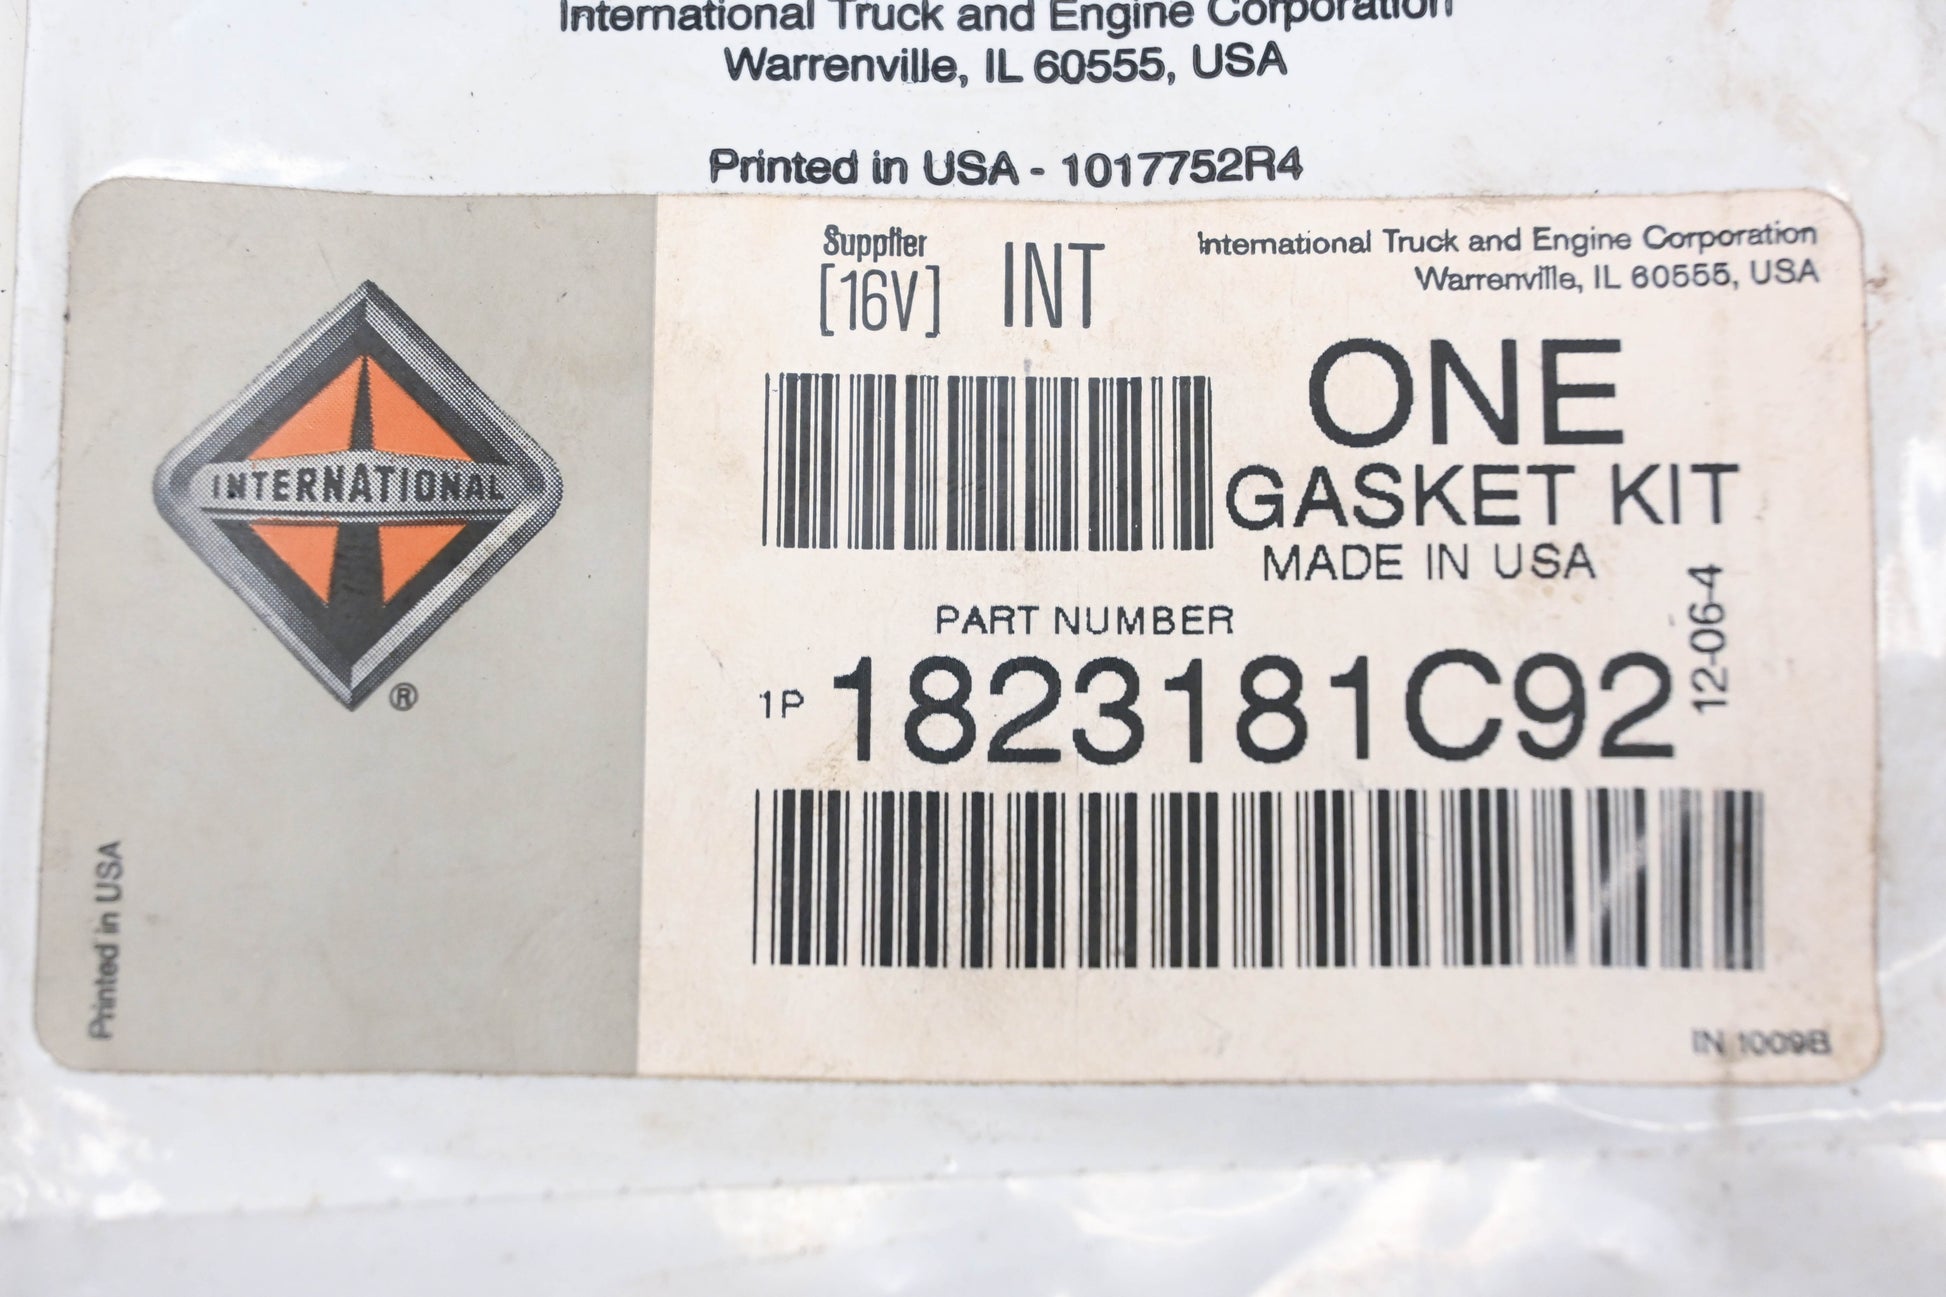 International Truck and Engine Corporation
Warrenville, IL 60555, USA
Printed in USA - 1017752R4
Supplier
[16V] INT
International Truck and Engine Corporation
Warrenville, IL 60555, USA
ONE
GASKET KIT
MADE IN USA
INTERNATIONAL
®
PART NUMBER
1P 1823181C92
12-06-4
Printed in USA
IN 1009B